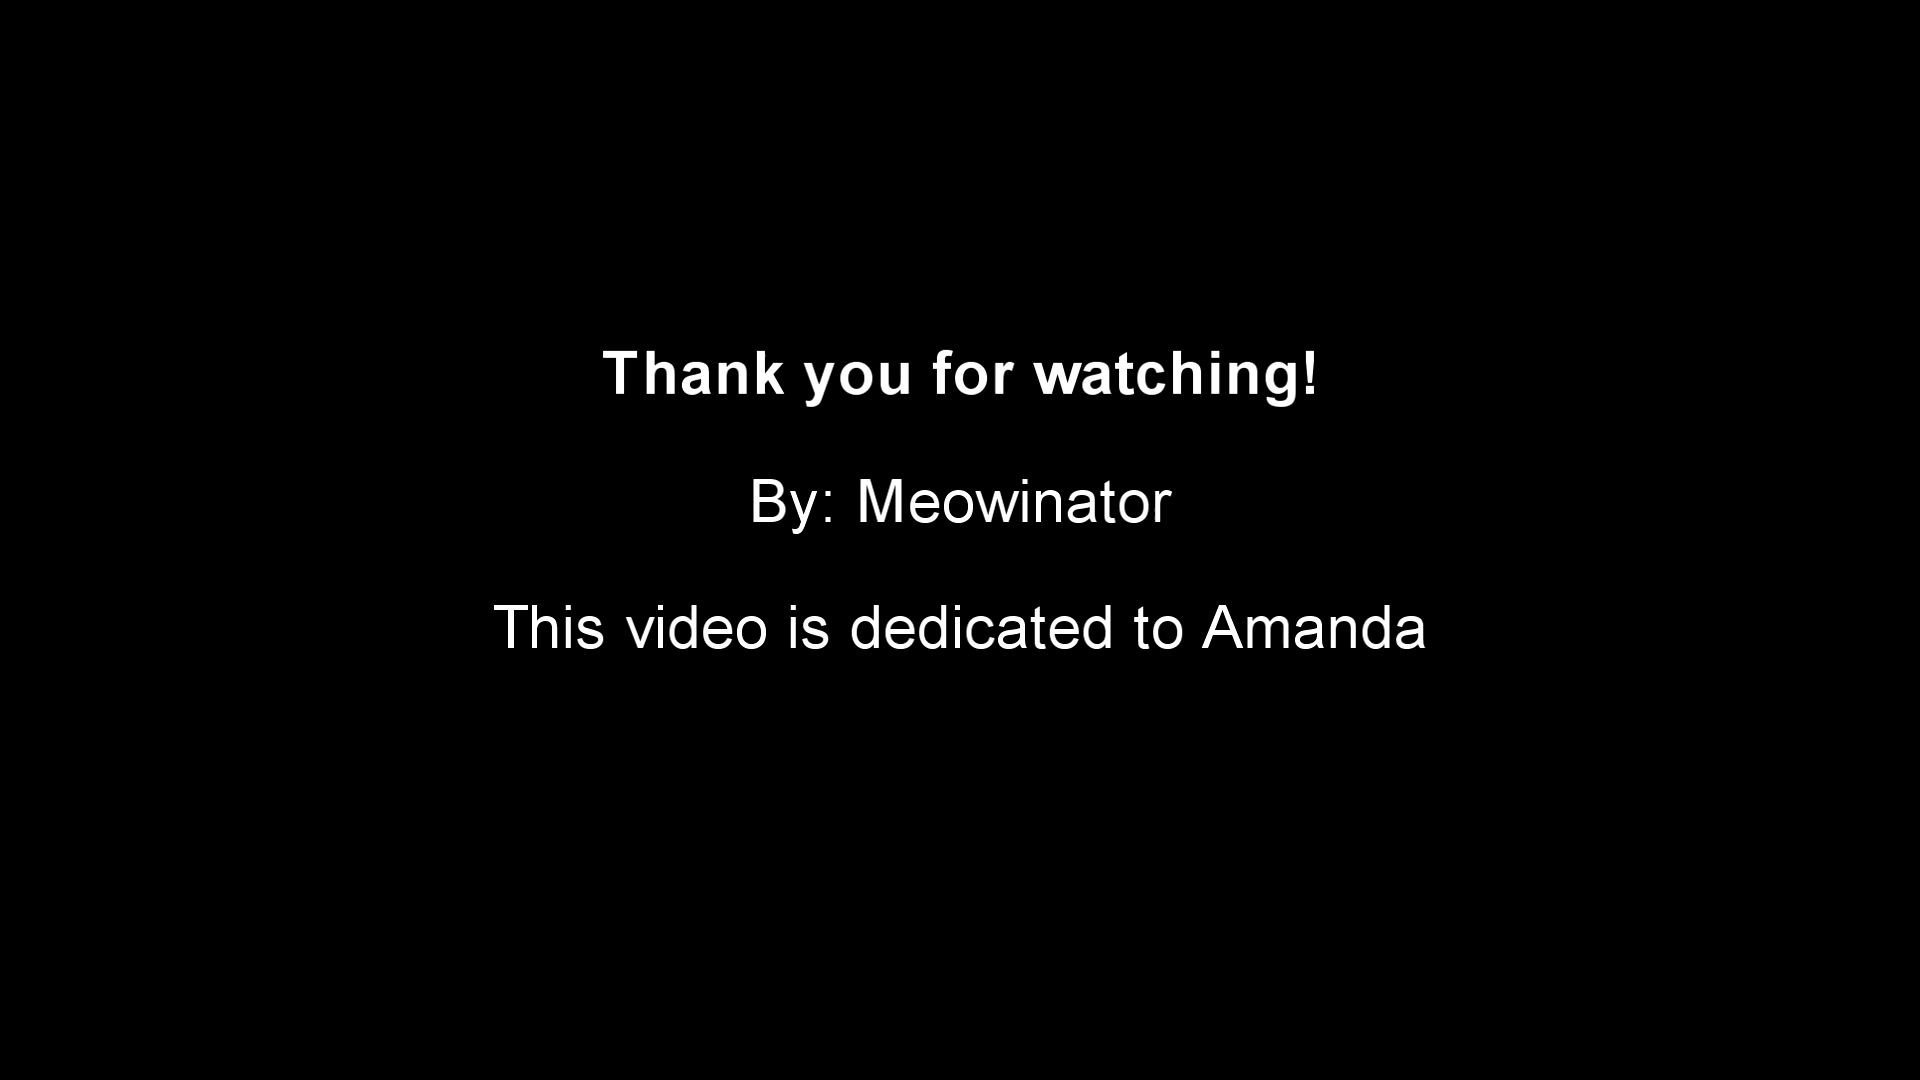 Thank you for watching!
By: Meowinator
This video is dedicated to Amanda